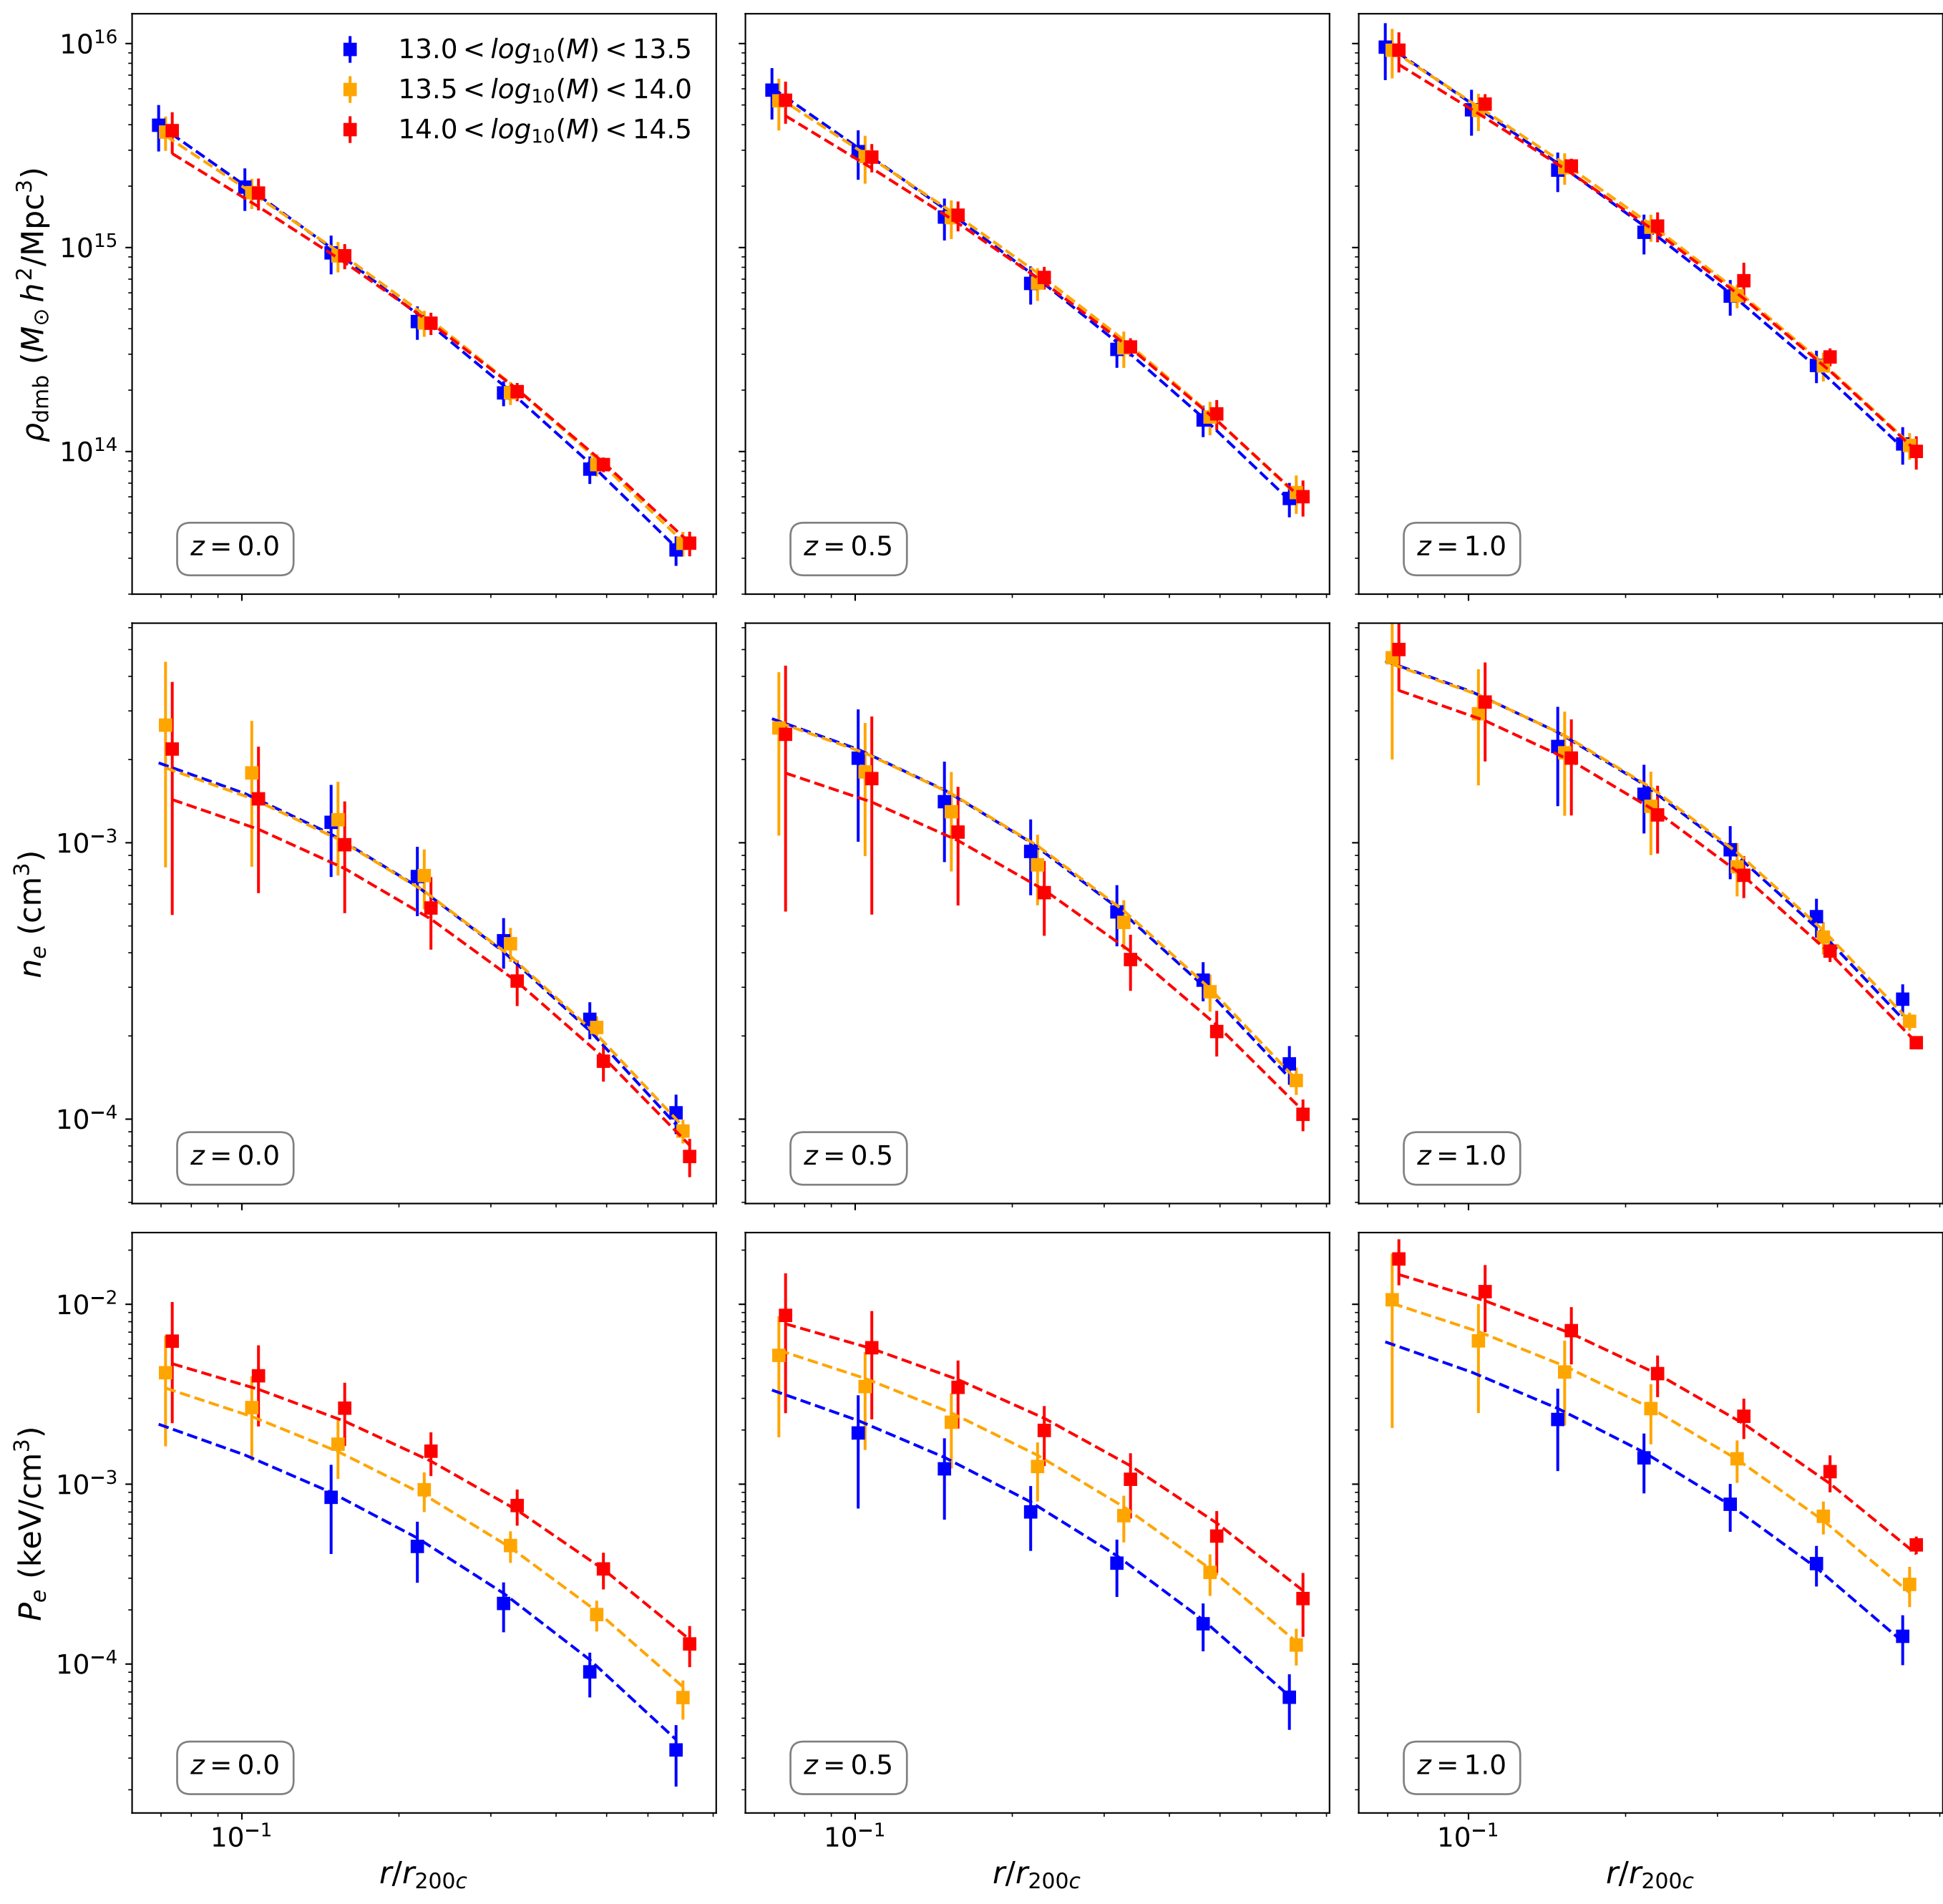 10^16
10^15
10^14
ρ_dmb (M_⊙ h^2/Mpc^3)
13.0 < log_10(M) < 13.5
13.5 < log_10(M) < 14.0
14.0 < log_10(M) < 14.5
z = 0.0
z = 0.5
z = 1.0
10^−3
10^−4
n_e (cm^3)
z = 0.0
z = 0.5
z = 1.0
10^−2
10^−3
10^−4
P_e (keV/cm^3)
z = 0.0
z = 0.5
z = 1.0
10^−1
10^−1
10^−1
r/r_200c
r/r_200c
r/r_200c